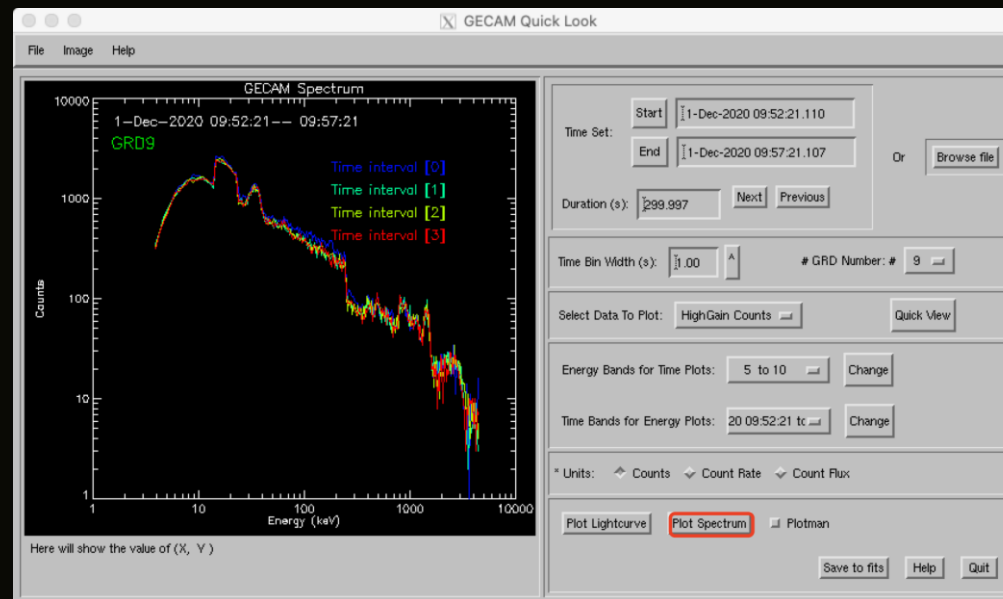 GECAM Quick Look
File Image Help
GECAM Spectrum
1-Dec-2020 09:52:21-- 09:57:21
GRD9
Time interval [0]
Time interval [1]
Time interval [2]
Time interval [3]
10000
1000
100
10
1
Counts
1 10 100 1000 10000
Energy (keV)
Here will show the value of (X, Y )
Time Set:
Start 1-Dec-2020 09:52:21.110
End 1-Dec-2020 09:57:21.107
Or Browse file
Duration (s): 299.997 Next Previous
Time Bin Width (s): 1.00 ^ # GRD Number: # 9
Select Data To Plot: HighGain Counts Quick View
Energy Bands for Time Plots: 5 to 10 Change
Time Bands for Energy Plots: 20 09:52:21 tc Change
* Units: Counts Count Rate Count Flux
Plot Lightcurve Plot Spectrum Plotman
Save to fits Help Quit